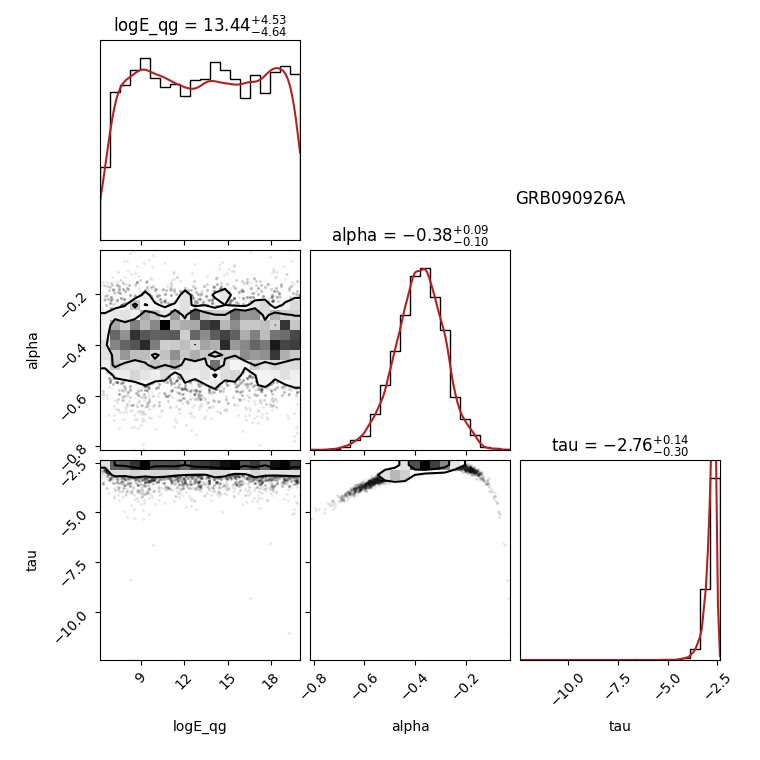 logE_qg = 13.44+4.53−4.64
GRB090926A
alpha = −0.38+0.09−0.10
−0.2
−0.4
−0.6
−0.8
alpha
tau = −2.76+0.14−0.30
−2.5
−5.0
−7.5
−10.0
tau
9 12 15 18
−0.8 −0.6 −0.4 −0.2
−10.0 −7.5 −5.0 −2.5
logE_qg alpha tau